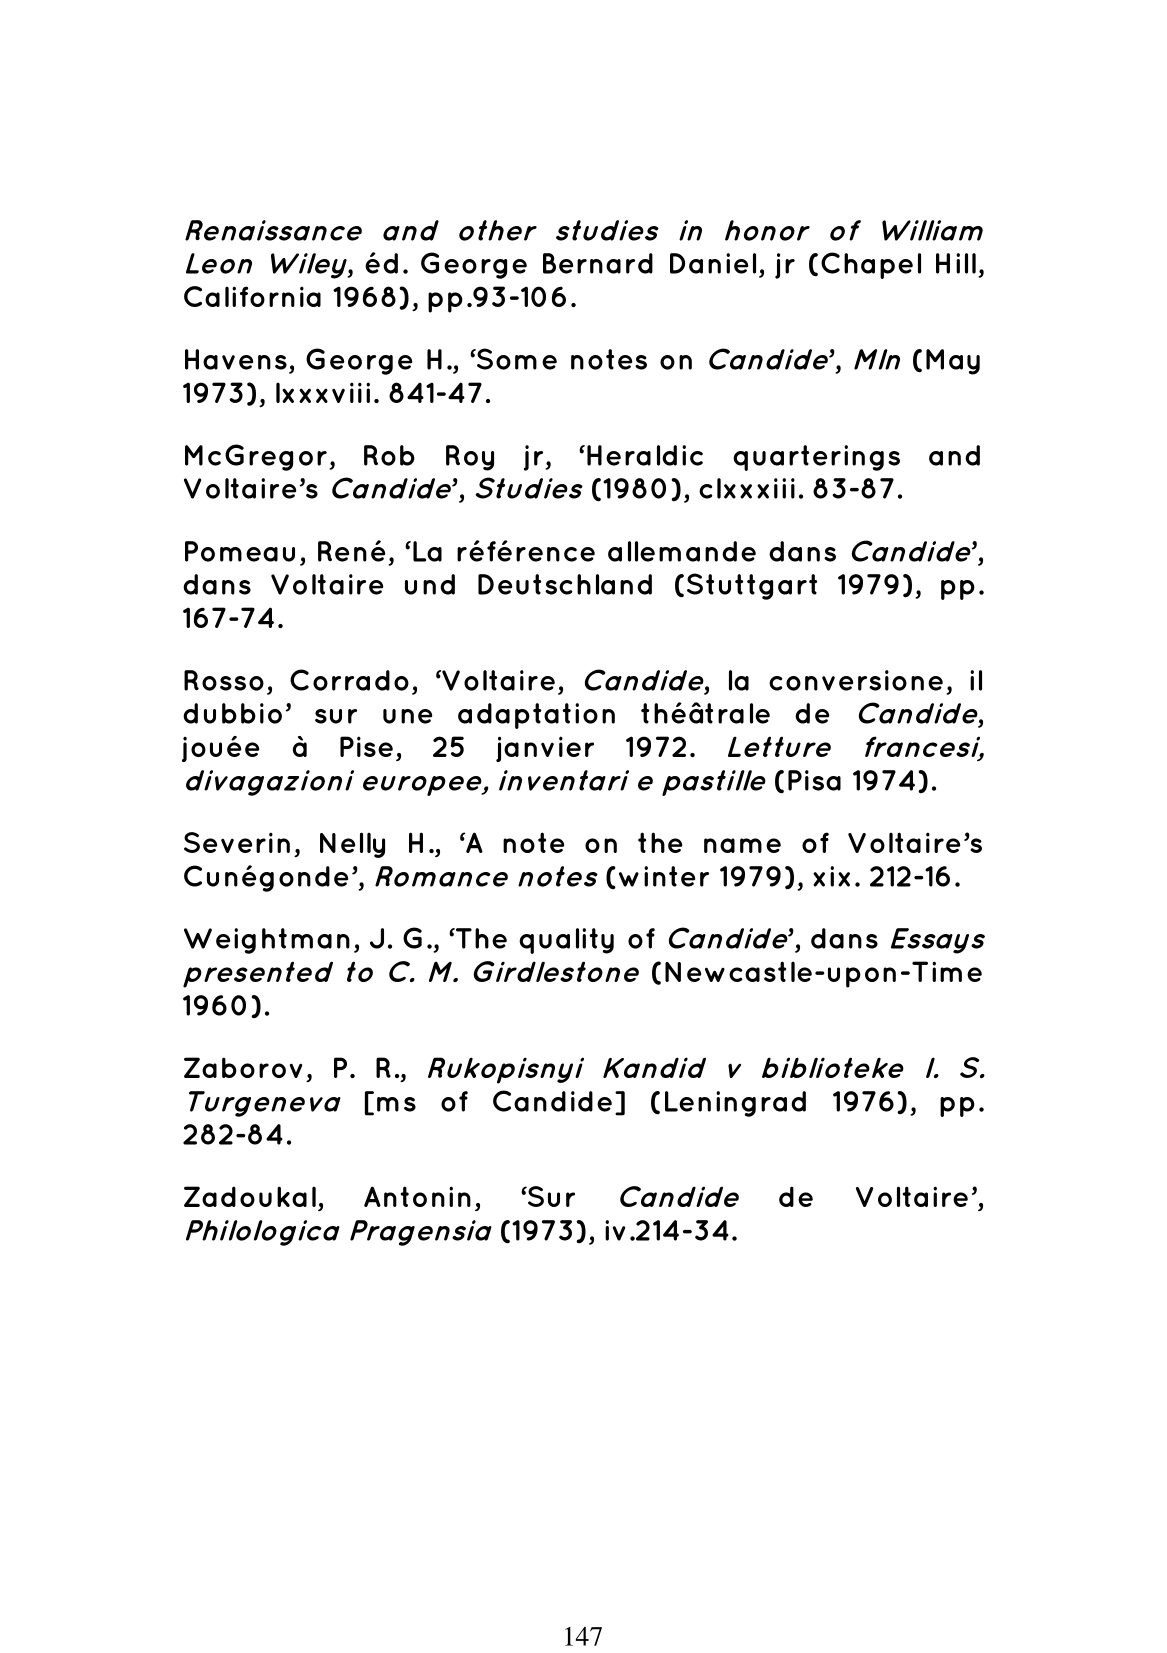 Renaissance and other studies in honor of William
Leon Wiley, éd. George Bernard Daniel, jr (Chapel Hill,
California 1968), pp.93-106.
Havens, George H., ‘Some notes on Candide’, Mln (May
1973), lxxxviii. 841-47.
McGregor, Rob Roy jr, ‘Heraldic quarterings and
Voltaire’s Candide’, Studies (1980), clxxxiii. 83-87.
Pomeau, René, ‘La référence allemande dans Candide’,
dans Voltaire und Deutschland (Stuttgart 1979), pp.
167-74.
Rosso, Corrado, ‘Voltaire, Candide, la conversione, il
dubbio’ sur une adaptation théâtrale de Candide,
jouée à Pise, 25 janvier 1972. Letture francesi,
divagazioni europee, inventari e pastille (Pisa 1974).
Severin, Nelly H., ‘A note on the name of Voltaire’s
Cunégonde’, Romance notes (winter 1979), xix. 212-16.
Weightman, J. G., ‘The quality of Candide’, dans Essays
presented to C. M. Girdlestone (Newcastle-upon-Time
1960).
Zaborov, P. R., Rukopisnyi Kandid v biblioteke I. S.
Turgeneva [ms of Candide] (Leningrad 1976), pp.
282-84.
Zadoukal, Antonin, ‘Sur Candide de Voltaire’,
Philologica Pragensia (1973), iv.214-34.
147